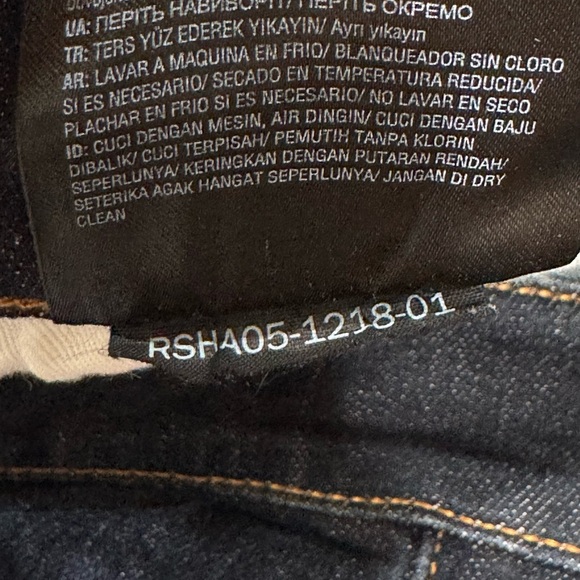 UA: ПЕРІТЬ НАВИВОРІТ/ ПЕРІТЬ ОКРЕМО
TR: TERS YÜZ EDEREK YIKAYIN/ Ayrı yıkayın
AR: LAVAR A MAQUINA EN FRIO/ BLANQUEADOR SIN CLORO
SI ES NECESARIO/ SECADO EN TEMPERATURA REDUCIDA/
PLACHAR EN FRIO SI ES NECESARIO/ NO LAVAR EN SECO
ID: CUCI DENGAN MESIN, AIR DINGIN/ CUCI DENGAN BAJU
DIBALIK/ CUCI TERPISAH/ PEMUTIH TANPA KLORIN
SEPERLUNYA/ KERINGKAN DENGAN PUTARAN RENDAH/
SETERIKA AGAK HANGAT SEPERLUNYA/ JANGAN DI DRY
CLEAN
RSHA05-1218-01